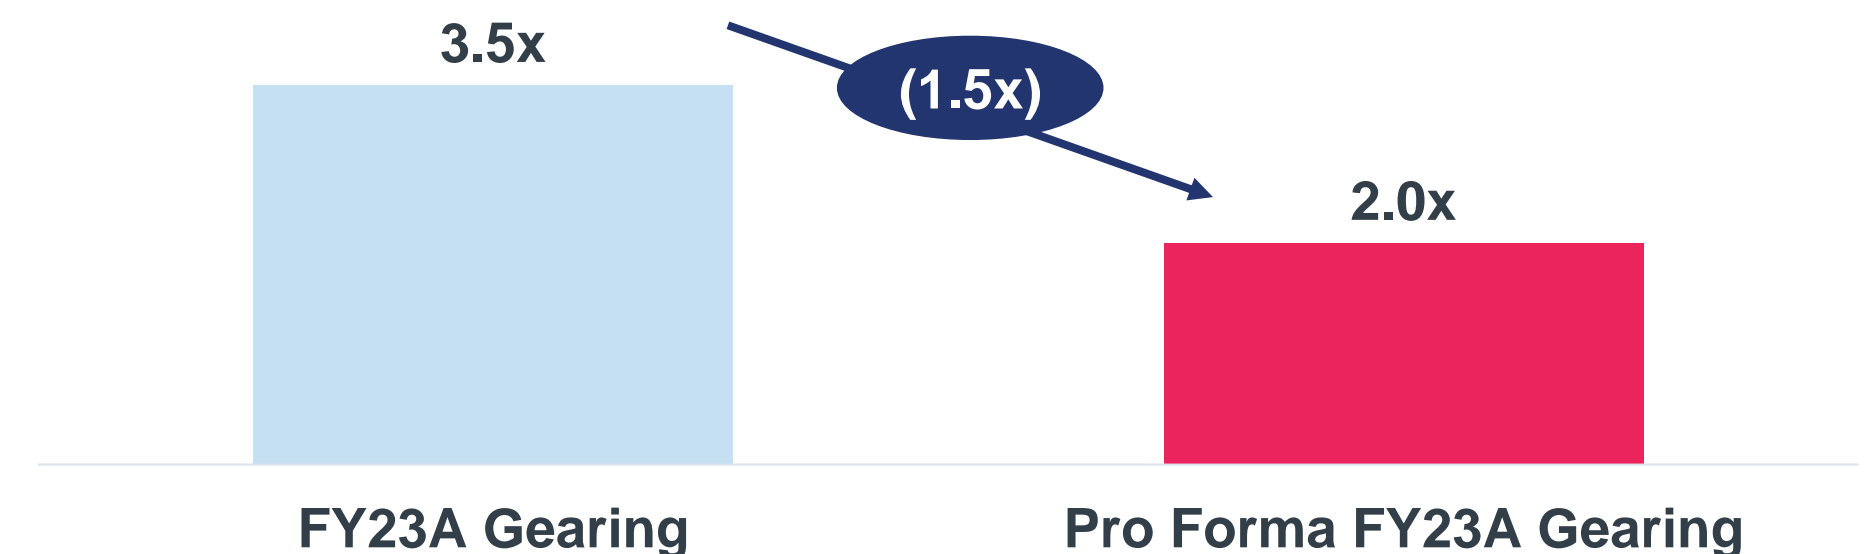 3.5x
(1.5x)
2.0x
FY23A Gearing
Pro Forma FY23A Gearing